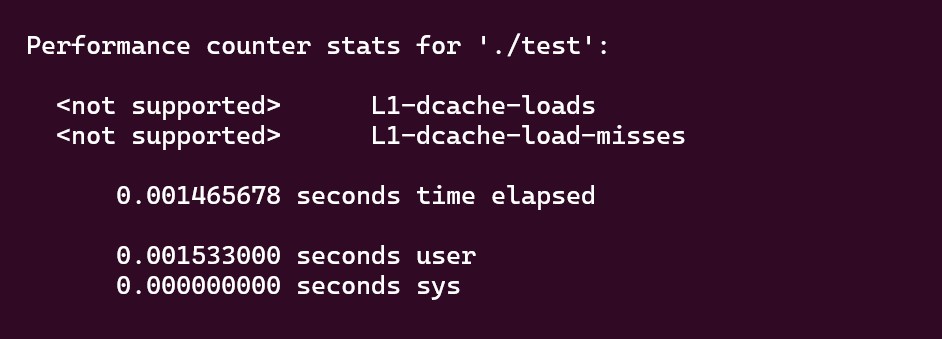 Performance counter stats for './test':
<not supported> L1-dcache-loads
<not supported> L1-dcache-load-misses
0.001465678 seconds time elapsed
0.001533000 seconds user
0.000000000 seconds sys